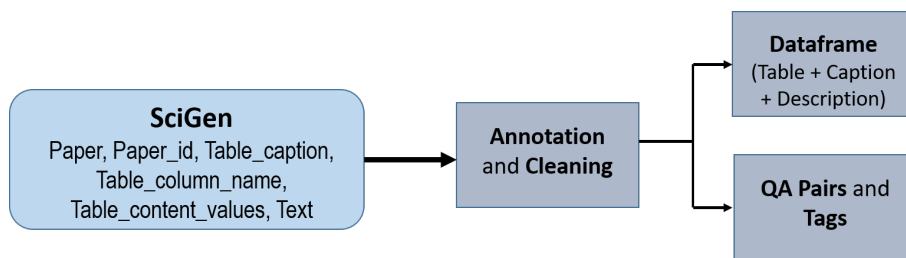 SciGen
Paper, Paper_id, Table_caption,
Table_column_name,
Table_content_values, Text
Annotation
and Cleaning
Dataframe
(Table + Caption
+ Description)
QA Pairs and
Tags